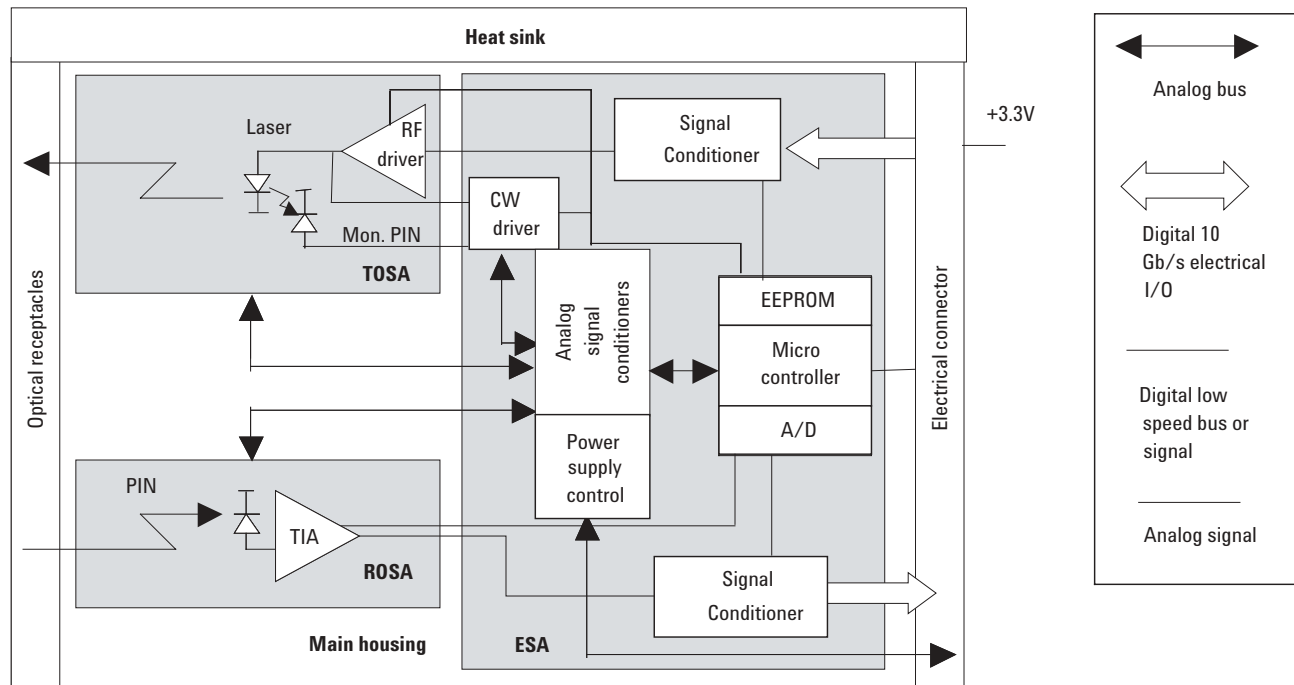 Heat sink
Optical receptacles
Laser
RF
driver
Mon. PIN
TOSA
CW
driver
Signal
Conditioner
Analog
signal
conditioners
EEPROM
Micro
controller
A/D
Power
supply
control
PIN
TIA
ROSA
Signal
Conditioner
Main housing
ESA
Electrical connector
+3.3V
Analog bus
Digital 10
Gb/s electrical
I/O
Digital low
speed bus or
signal
Analog signal